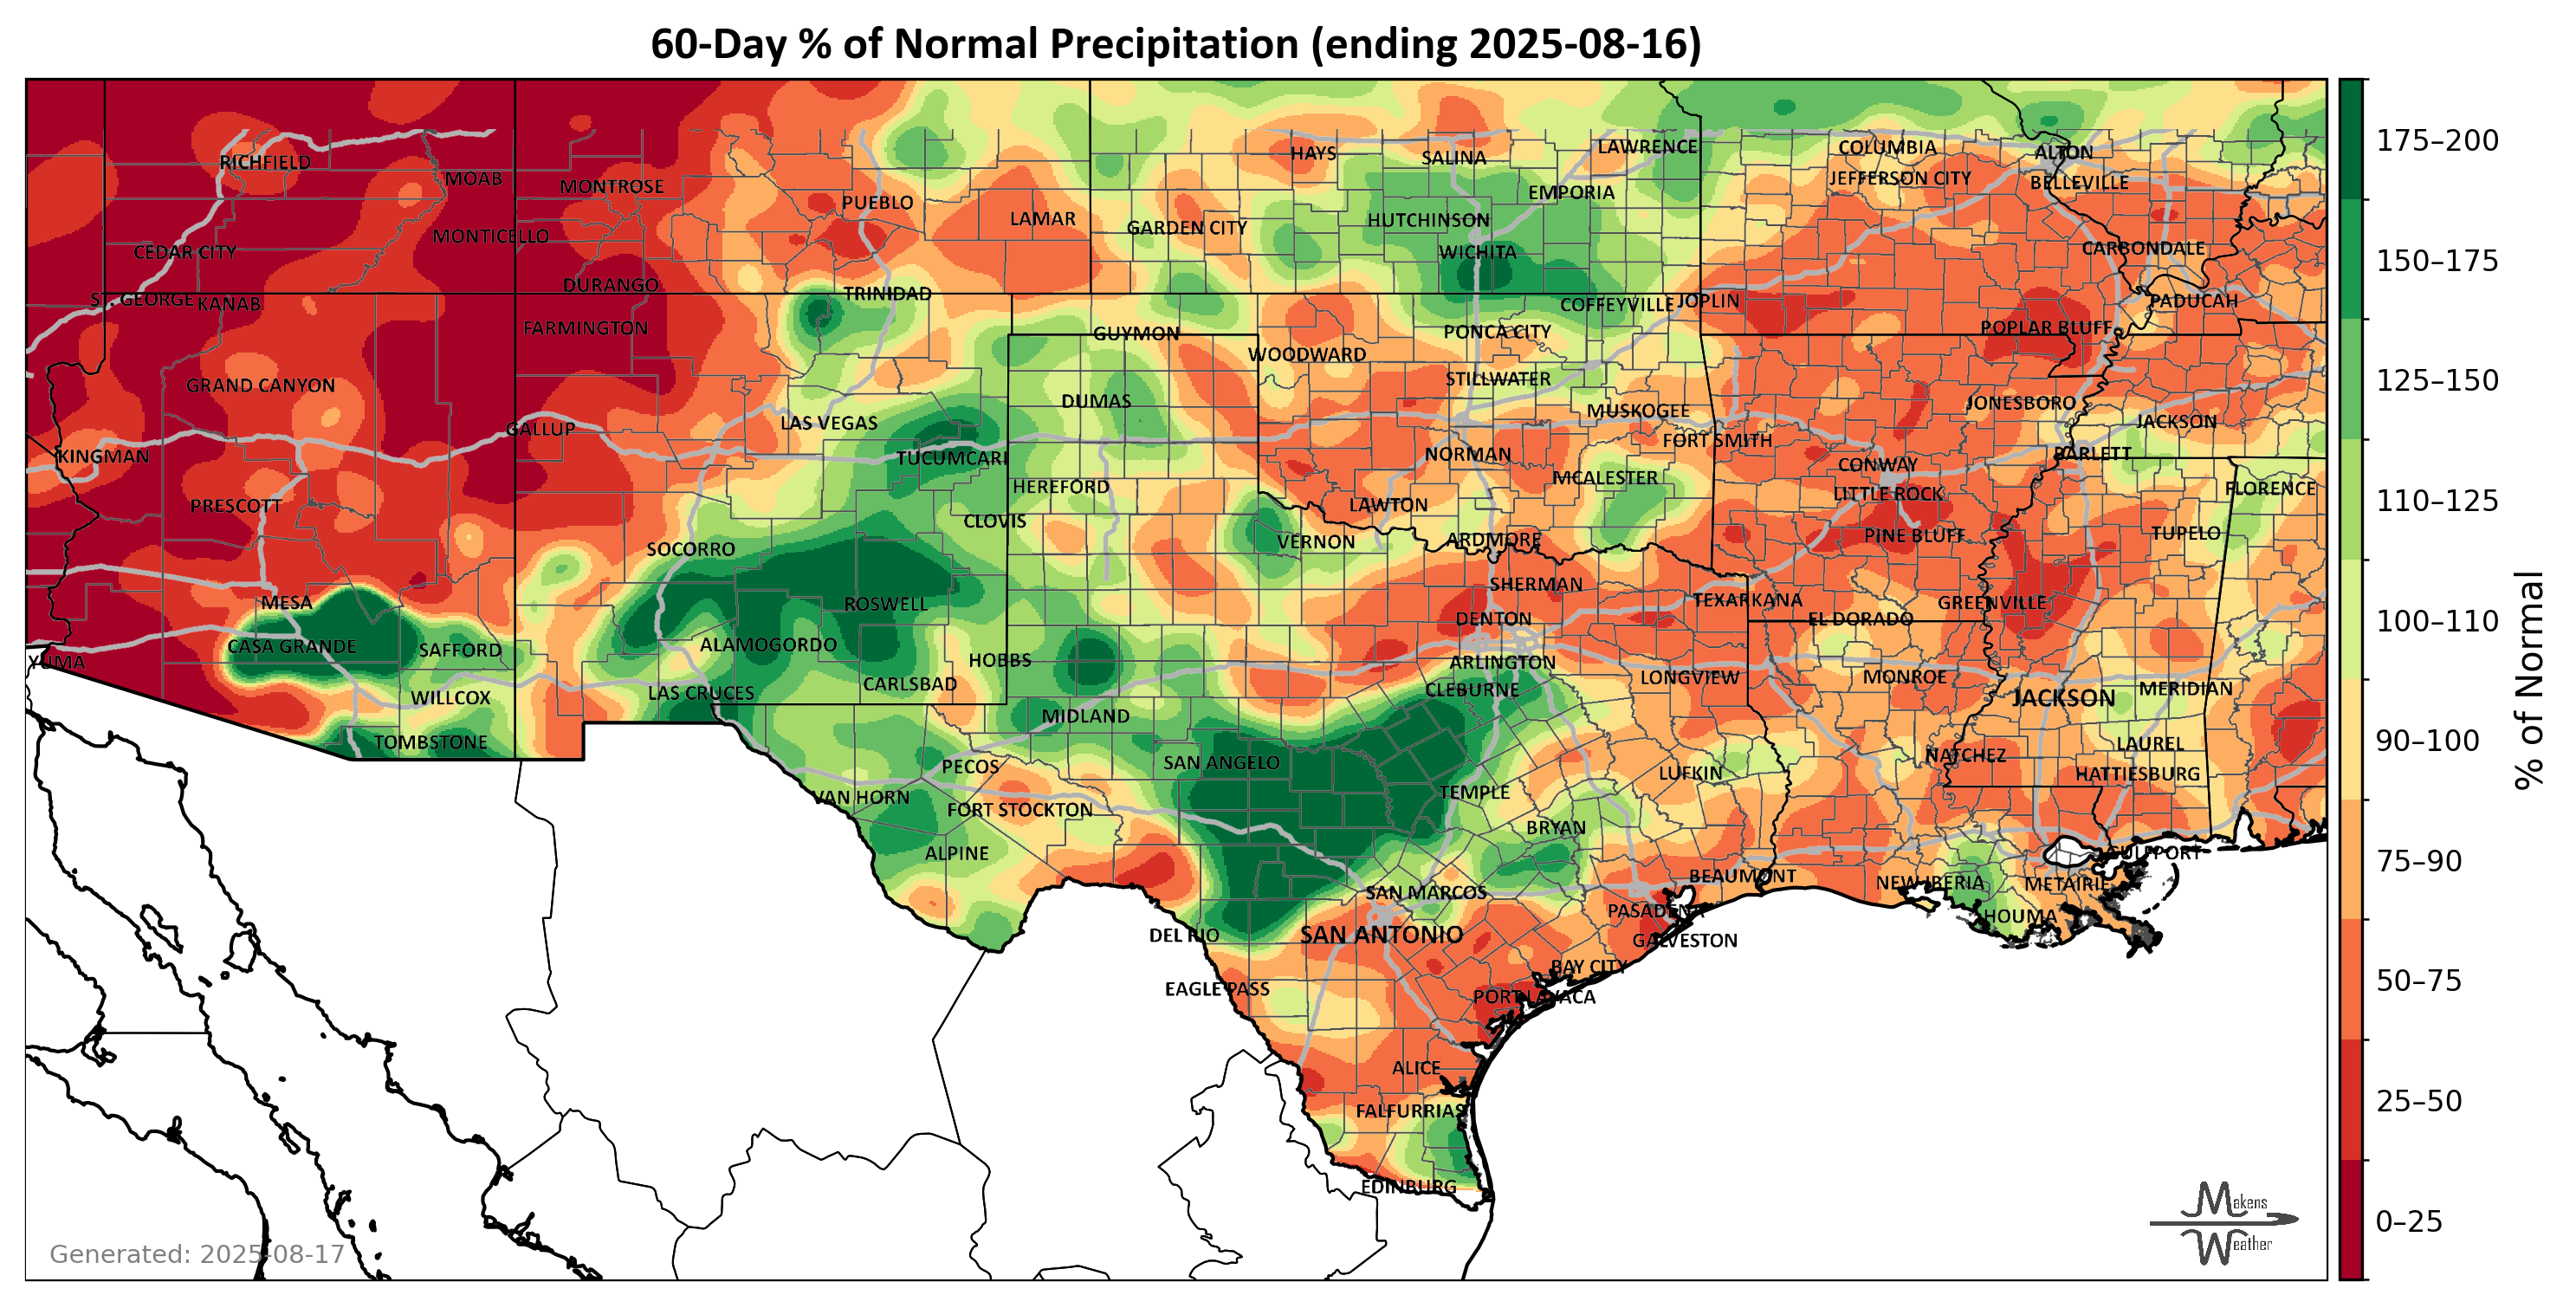 60-Day % of Normal Precipitation (ending 2025-08-16)
RICHFIELD
MOAB
MONTROSE
PUEBLO
LAMAR
HAYS
SALINA
LAWRENCE
COLUMBIA
ALTON
JEFFERSON CITY
BELLEVILLE
EMPORIA
HUTCHINSON
GARDEN CITY
WICHITA
CARBONDALE
CEDAR CITY
MONTICELLO
DURANGO
TRINIDAD
ST. GEORGE
KANAB
COFFEYVILLE
JOPLIN
PADUCAH
FARMINGTON
GUYMON
PONCA CITY
POPLAR BLUFF
WOODWARD
GRAND CANYON
STILLWATER
DUMAS
MUSKOGEE
JONESBORO
JACKSON
LAS VEGAS
GALLUP
FORT SMITH
KINGMAN
TUCUMCARI
NORMAN
BARLETT
CONWAY
MCALESTER
HEREFORD
LITTLE ROCK
FLORENCE
PRESCOTT
LAWTON
CLOVIS
TUPELO
SOCORRO
VERNON
ARDMORE
PINE BLUFF
SHERMAN
MESA
ROSWELL
TEXARKANA
GREENVILLE
DENTON
EL DORADO
CASA GRANDE
SAFFORD
ALAMOGORDO
YUMA
HOBBS
ARLINGTON
LONGVIEW
MONROE
WILLCOX
LAS CRUCES
CARLSBAD
CLEBURNE
JACKSON
MERIDIAN
MIDLAND
TOMBSTONE
LAUREL
PECOS
SAN ANGELO
NATCHEZ
LUFKIN
HATTIESBURG
VAN HORN
FORT STOCKTON
TEMPLE
BRYAN
ALPINE
GULFPORT
BEAUMONT
SAN MARCOS
NEW IBERIA
METAIRIE
PASADENA
HOUMA
DEL RIO
SAN ANTONIO
GALVESTON
BAY CITY
EAGLE PASS
PORT LAVACA
ALICE
FALFURRIAS
EDINBURG
175–200
150–175
125–150
110–125
100–110
90–100
75–90
50–75
25–50
0–25
% of Normal
Generated: 2025-08-17
Makens
Weather